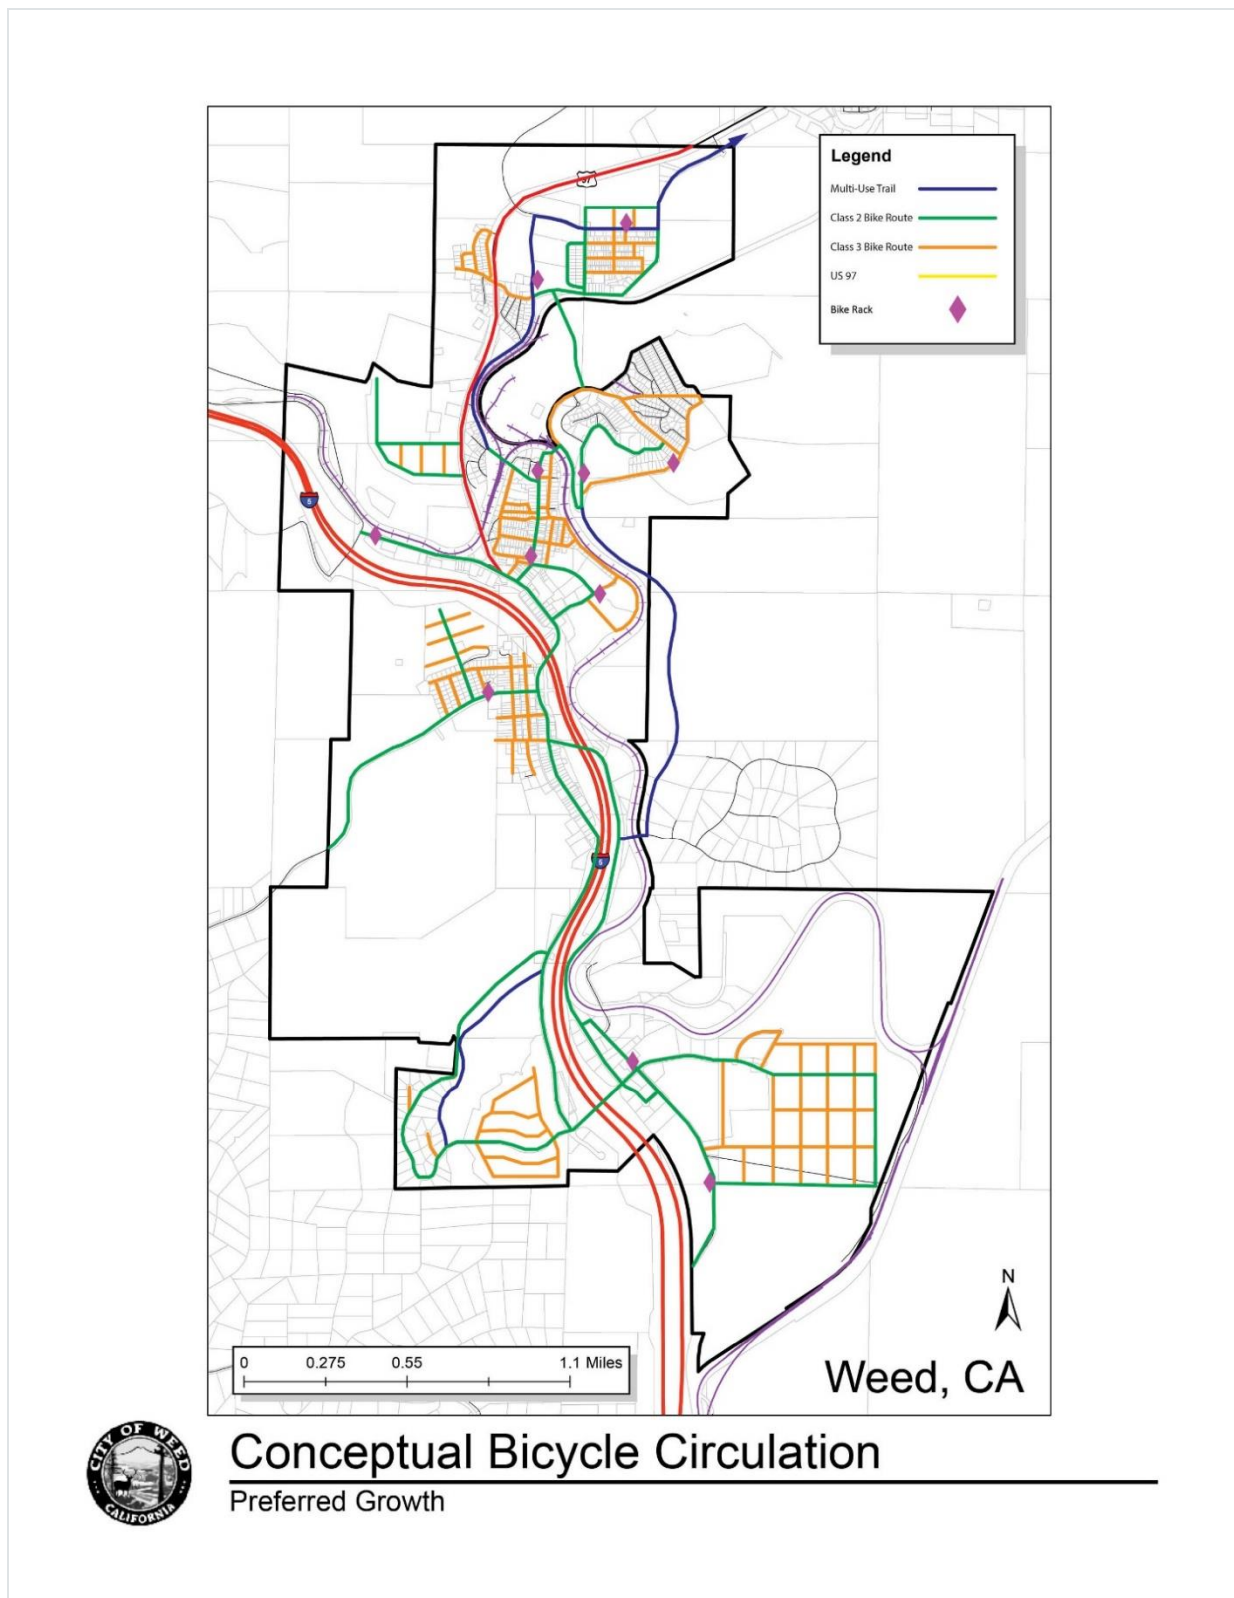 97
Legend
Multi-Use Trail
Class 2 Bike Route
Class 3 Bike Route
US 97
Bike Rack
5
5
N
0 0.275 0.55 1.1 Miles
Weed, CA
CITY OF WEED
CALIFORNIA
Conceptual Bicycle Circulation
Preferred Growth